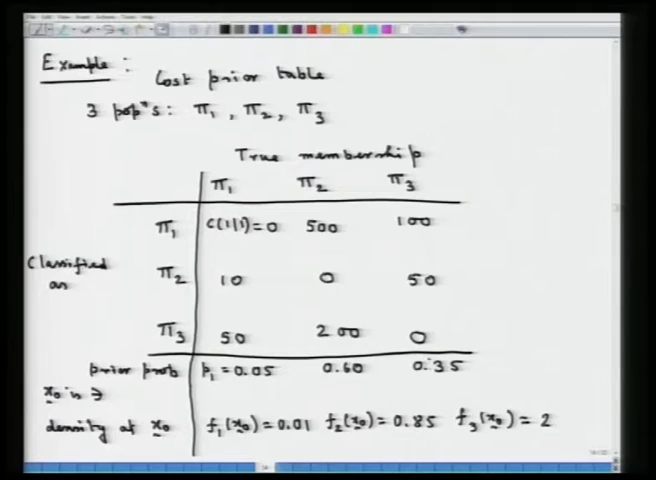 Example : Cost prior table
3 popⁿs : π₁ , π₂ , π₃
True membership
π₁ π₂ π₃
π₁ C(1|1)=0 500 100
Classified as π₂ 10 0 50
π₃ 50 200 0
prior prob p₁=0.05 0.60 0.35
x₀ is ∋
density at x₀ f₁(x₀)=0.01 f₂(x₀)=0.85 f₃(x₀)=2